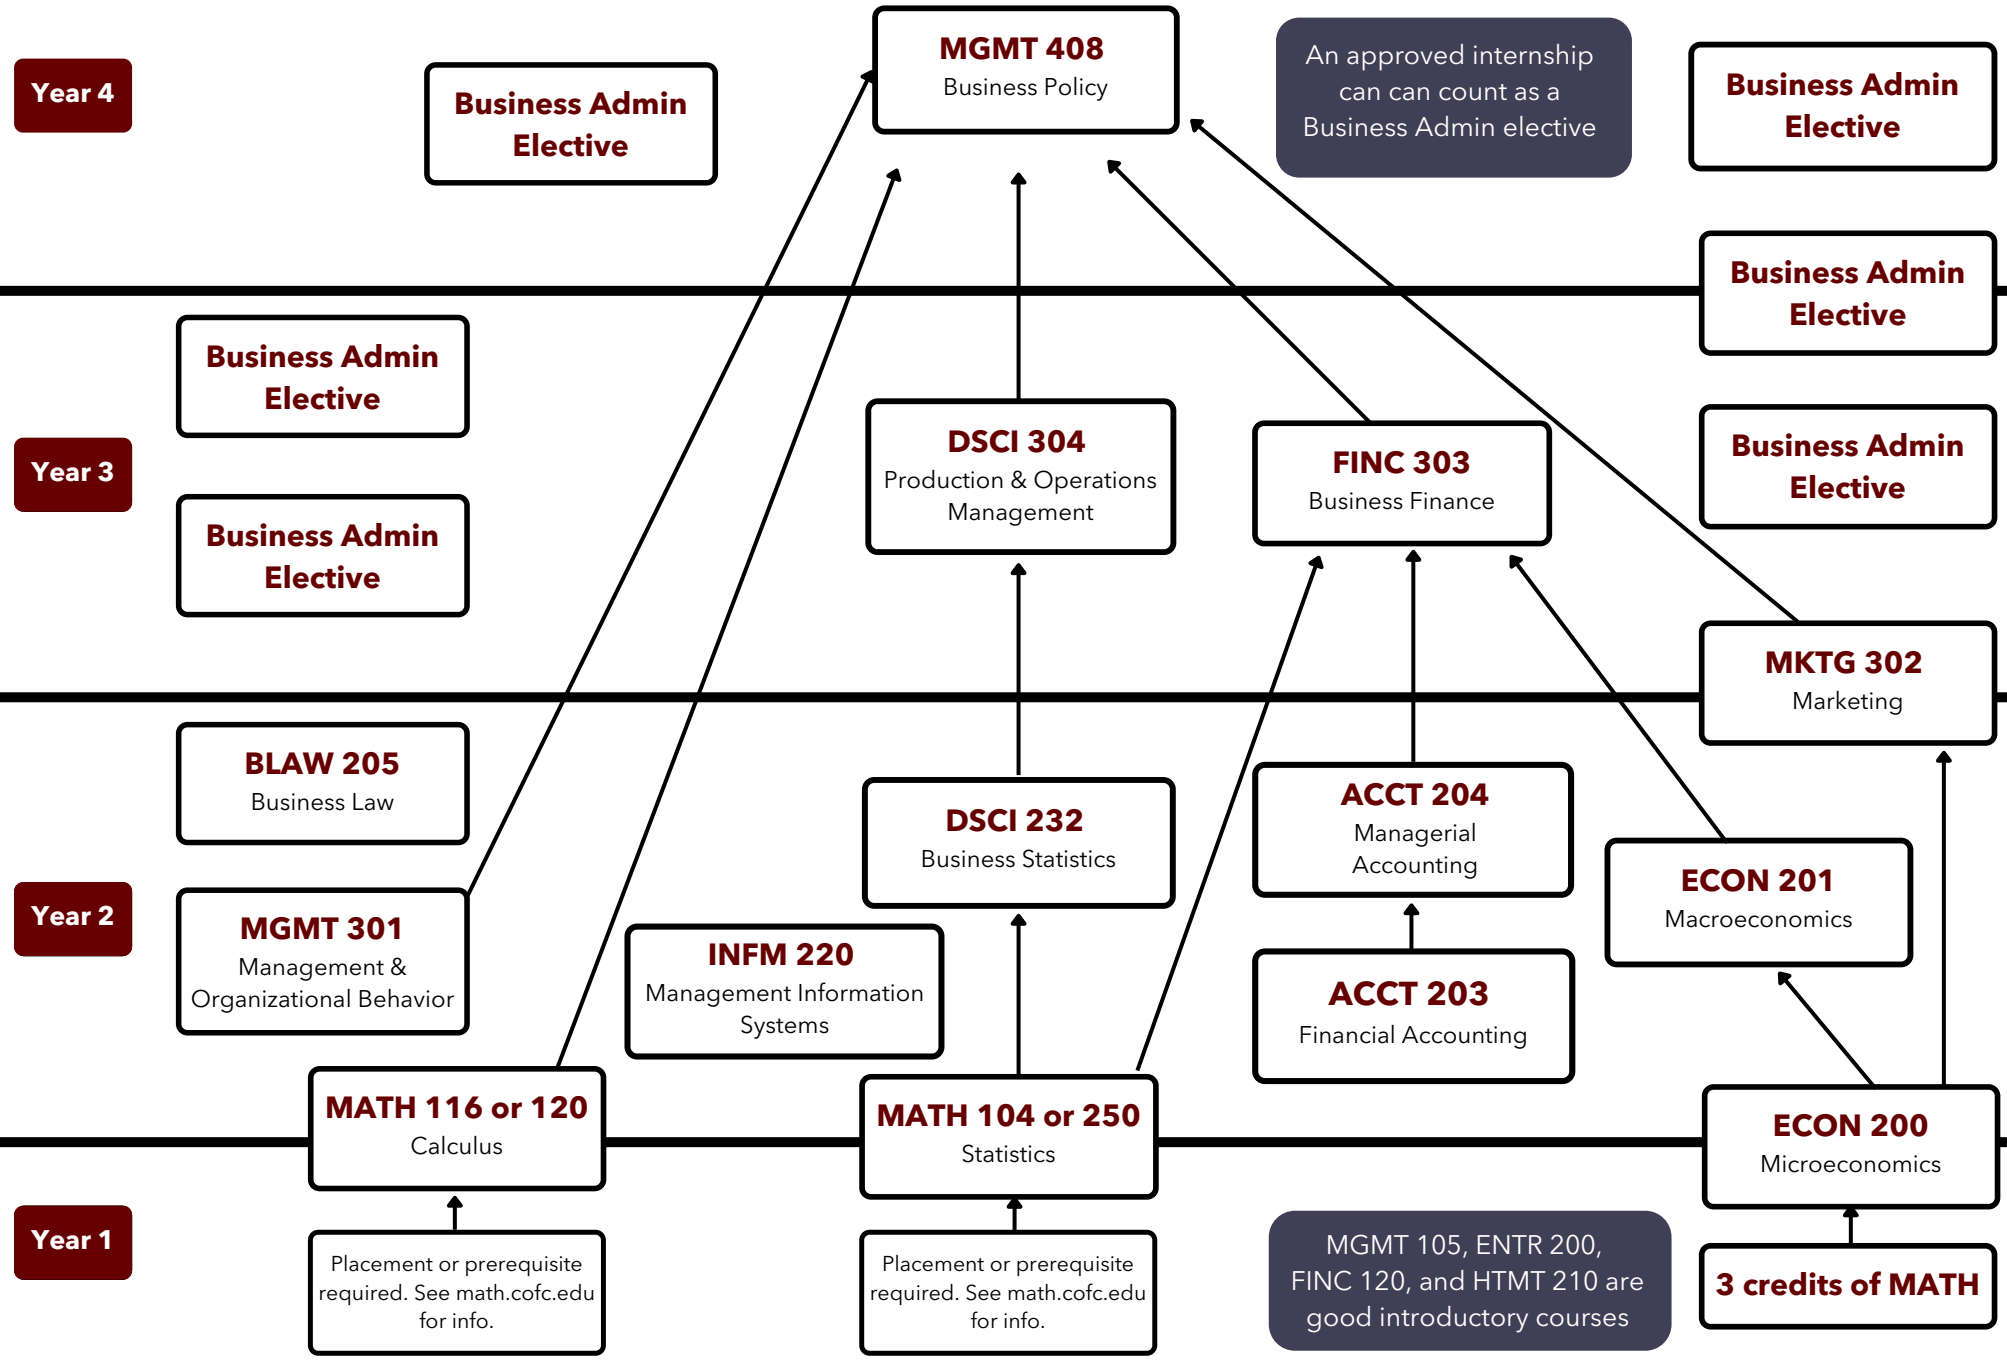 Year 4
Business Admin
Elective
MGMT 408
Business Policy
An approved internship
can can count as a
Business Admin elective
Business Admin
Elective
Business Admin
Elective
Year 3
Business Admin
Elective
Business Admin
Elective
DSCI 304
Production & Operations
Management
FINC 303
Business Finance
Business Admin
Elective
MKTG 302
Marketing
Year 2
BLAW 205
Business Law
MGMT 301
Management &
Organizational Behavior
INFM 220
Management Information
Systems
DSCI 232
Business Statistics
ACCT 204
Managerial
Accounting
ACCT 203
Financial Accounting
ECON 201
Macroeconomics
MATH 116 or 120
Calculus
MATH 104 or 250
Statistics
ECON 200
Microeconomics
Year 1
Placement or prerequisite
required. See math.cofc.edu
for info.
Placement or prerequisite
required. See math.cofc.edu
for info.
MGMT 105, ENTR 200,
FINC 120, and HTMT 210 are
good introductory courses
3 credits of MATH